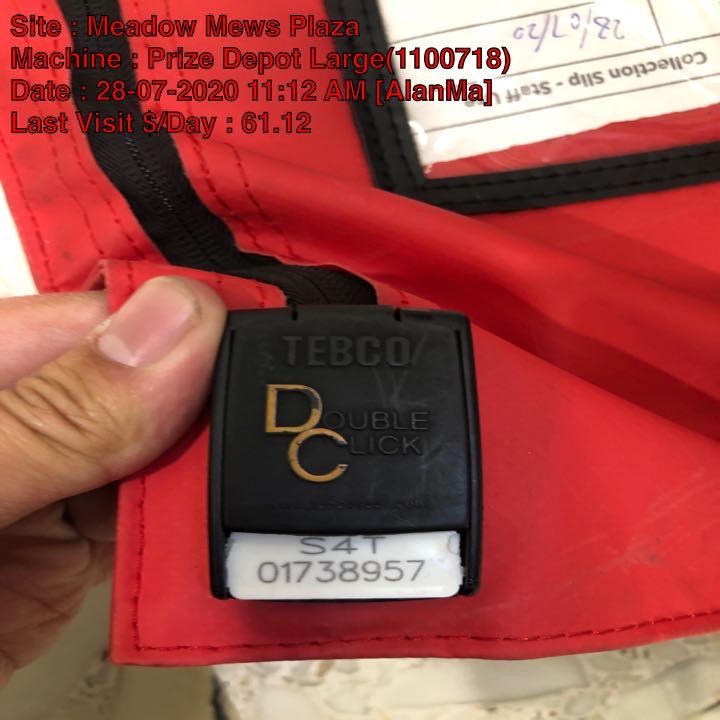 Site : Meadow Mews Plaza
Machine : Prize Depot Large(1100718)
Date : 28-07-2020 11:12 AM [AlanMa]
Last Visit $/Day : 61.12
28/07/20
Collection Slip - Staff
TEBCO
DOUBLE
CLICK
S4T
01738957